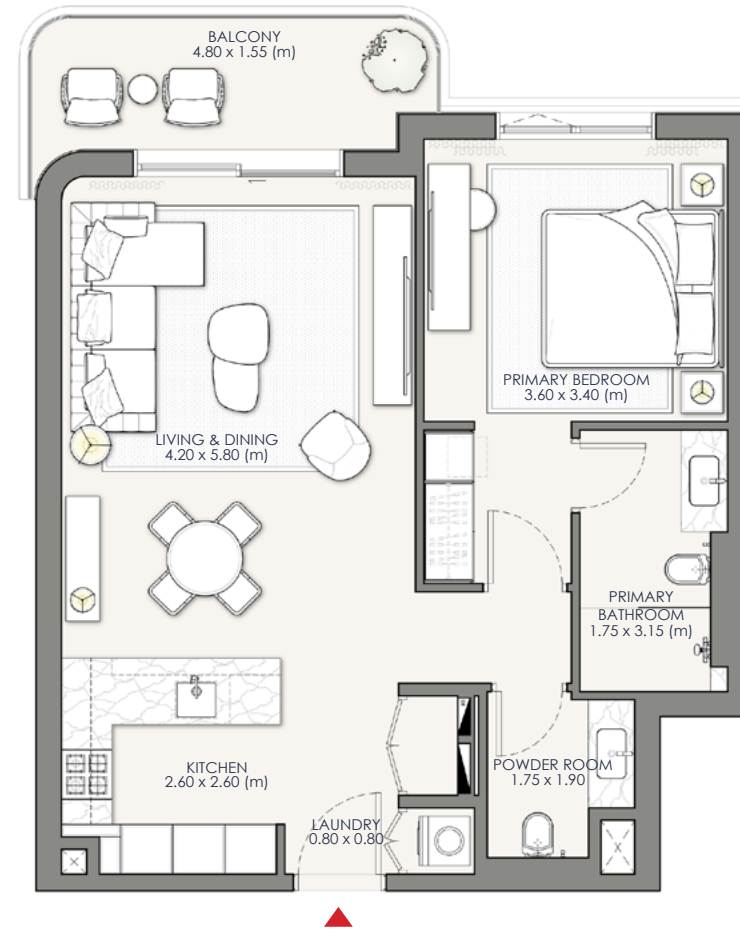 BALCONY
4.80 x 1.55 (m)
PRIMARY BEDROOM
3.60 x 3.40 (m)
LIVING & DINING
4.20 x 5.80 (m)
PRIMARY
BATHROOM
1.75 x 3.15 (m)
KITCHEN
2.60 x 2.60 (m)
POWDER ROOM
1.75 x 1.90
LAUNDRY
0.80 x 0.80